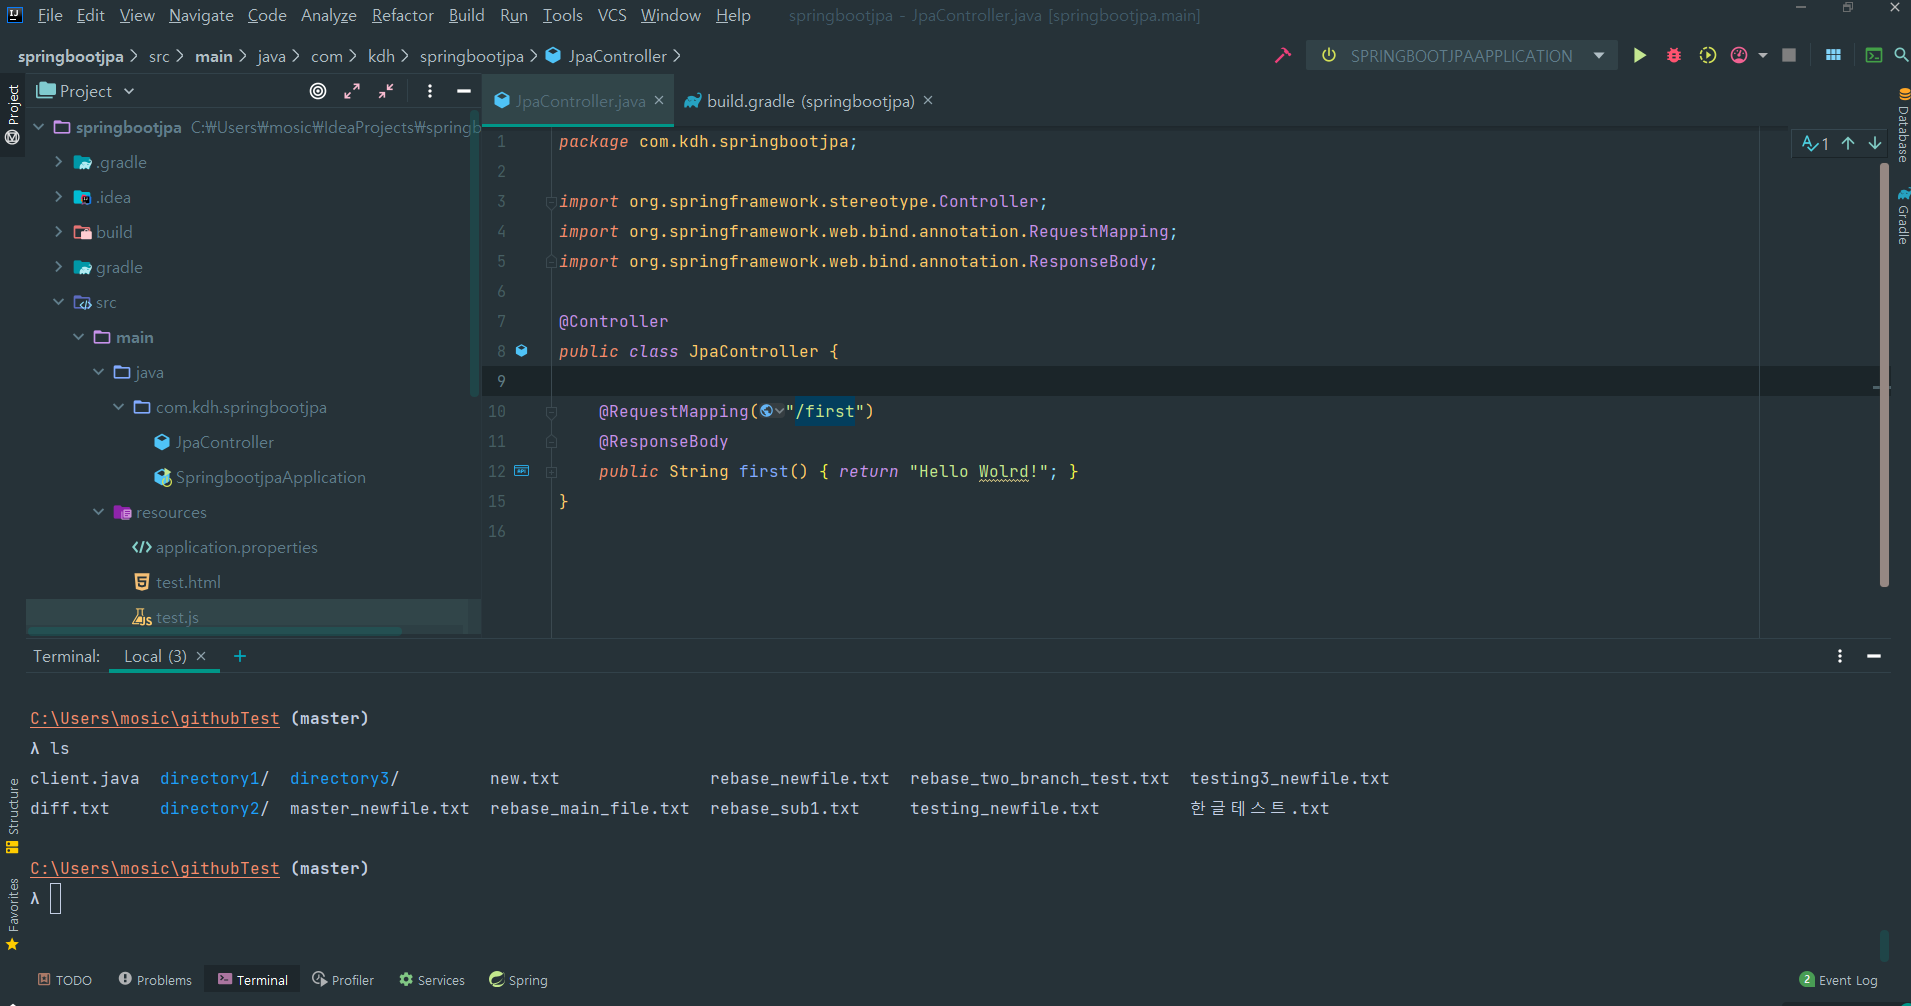 File Edit View Navigate Code Analyze Refactor Build Run Tools VCS Window Help springbootjpa - JpaController.java [springbootjpa.main]
springbootjpa > src > main > java > com > kdh > springbootjpa > JpaController >
SPRINGBOOTJPAAPPLICATION
Project
Project
JpaController.java × build.gradle (springbootjpa) ×
springbootjpa C:₩Users₩mosic₩IdeaProjects₩springb
.gradle
.idea
build
gradle
src
main
java
com.kdh.springbootjpa
JpaController
SpringbootjpaApplication
resources
application.properties
test.html
test.js
1 package com.kdh.springbootjpa;
2
3 import org.springframework.stereotype.Controller;
4 import org.springframework.web.bind.annotation.RequestMapping;
5 import org.springframework.web.bind.annotation.ResponseBody;
6
7 @Controller
8 public class JpaController {
9
10 @RequestMapping("/first")
11 @ResponseBody
12 public String first() { return "Hello Wolrd!"; }
15 }
16
1
Database
Gradle
Terminal: Local (3) × +
C:\Users\mosic\githubTest (master)
λ ls
client.java directory1/ directory3/ new.txt rebase_newfile.txt rebase_two_branch_test.txt testing3_newfile.txt
diff.txt directory2/ master_newfile.txt rebase_main_file.txt rebase_sub1.txt testing_newfile.txt 한글테스트.txt
C:\Users\mosic\githubTest (master)
λ
Structure
Favorites
TODO Problems Terminal Profiler Services Spring 2 Event Log